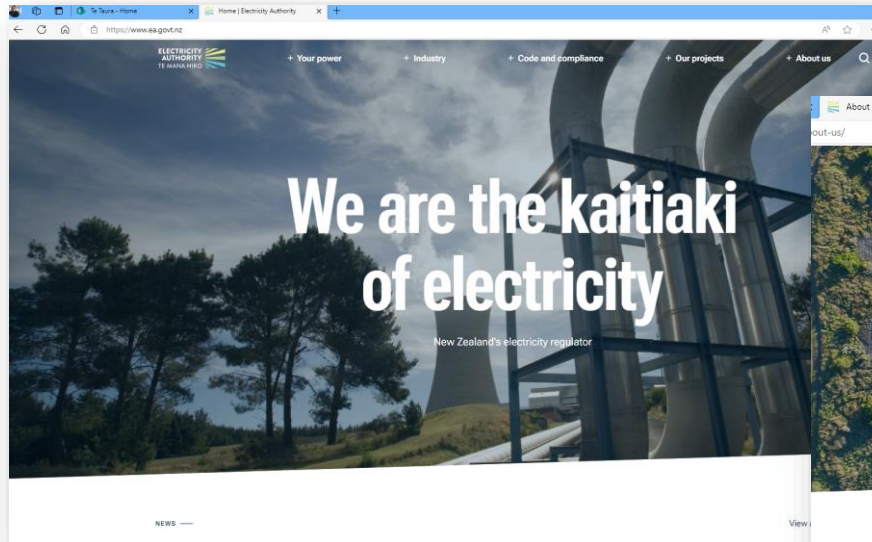 Te Taura - Home
Home | Electricity Authority
https://www.ea.govt.nz
ELECTRICITY
AUTHORITY
TE MANA HIKO
+ Your power
+ Industry
+ Code and compliance
+ Our projects
+ About us
About
out-us/
We are the kaitiaki
of electricity
New Zealand's electricity regulator
NEWS
View